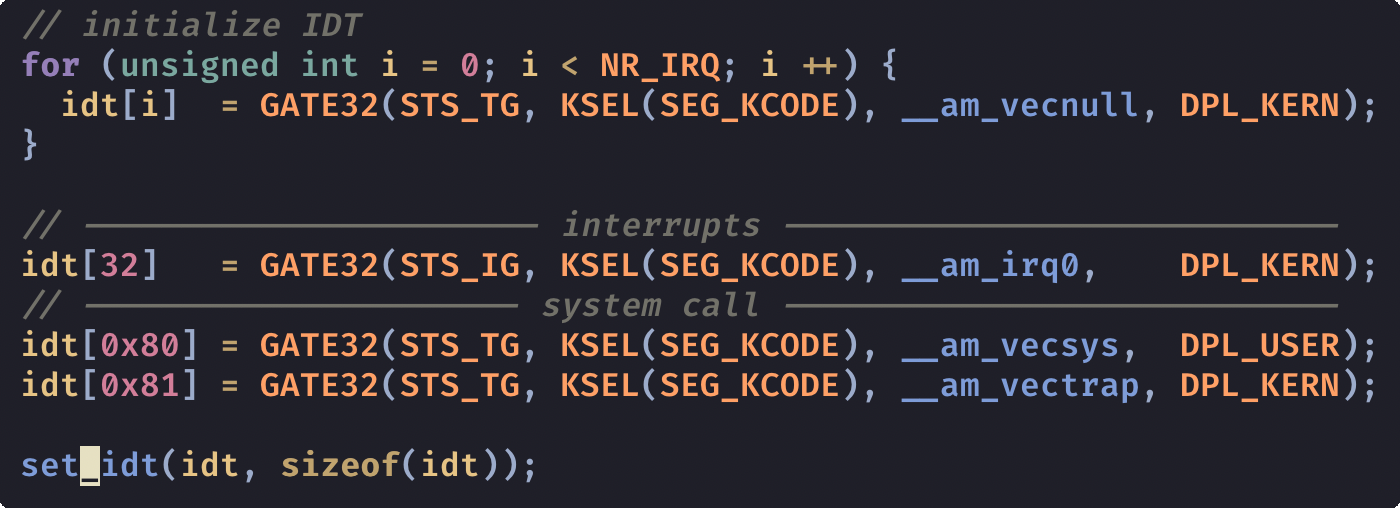 // initialize IDT
for (unsigned int i = 0; i < NR_IRQ; i ++) {
  idt[i]  = GATE32(STS_TG, KSEL(SEG_KCODE), __am_vecnull, DPL_KERN);
}
// ----------------------- interrupts ----------------------------
idt[32]   = GATE32(STS_IG, KSEL(SEG_KCODE), __am_irq0,    DPL_KERN);
// ---------------------- system call ----------------------------
idt[0x80] = GATE32(STS_TG, KSEL(SEG_KCODE), __am_vecsys,  DPL_USER);
idt[0x81] = GATE32(STS_TG, KSEL(SEG_KCODE), __am_vectrap, DPL_KERN);
set_idt(idt, sizeof(idt));